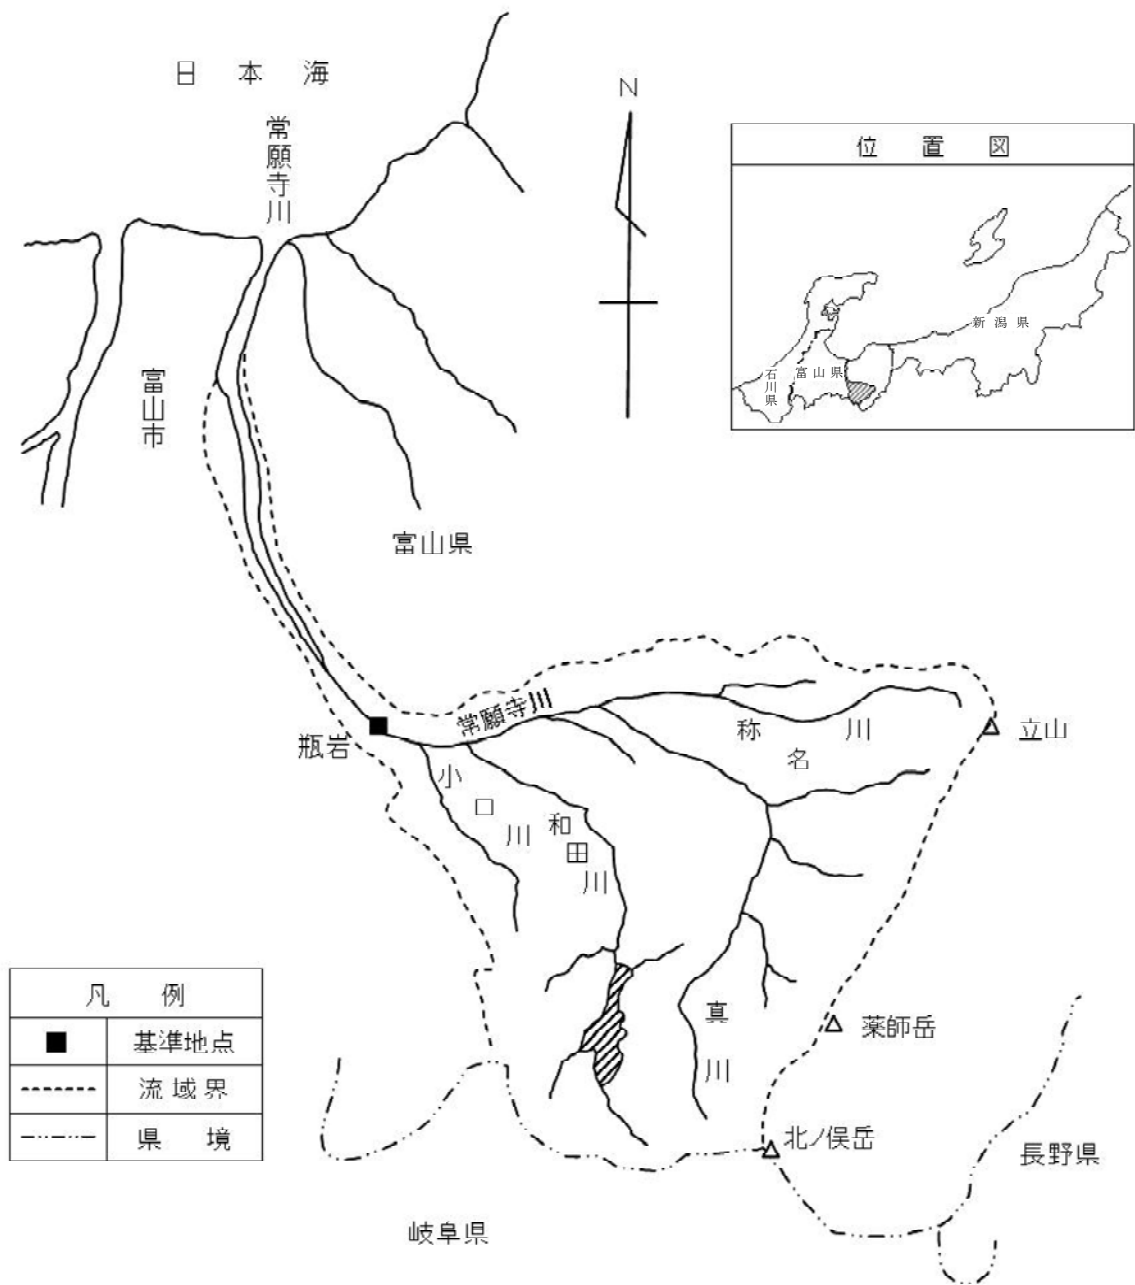 日本海
常願寺川
N
位置図
新潟県
富山県
石川県
富山市
富山県
常願寺川
瓶岩
称名川
立山
小口川
和田川
真川
薬師岳
北ノ俣岳
長野県
岐阜県
凡例
基準地点
流域界
県境